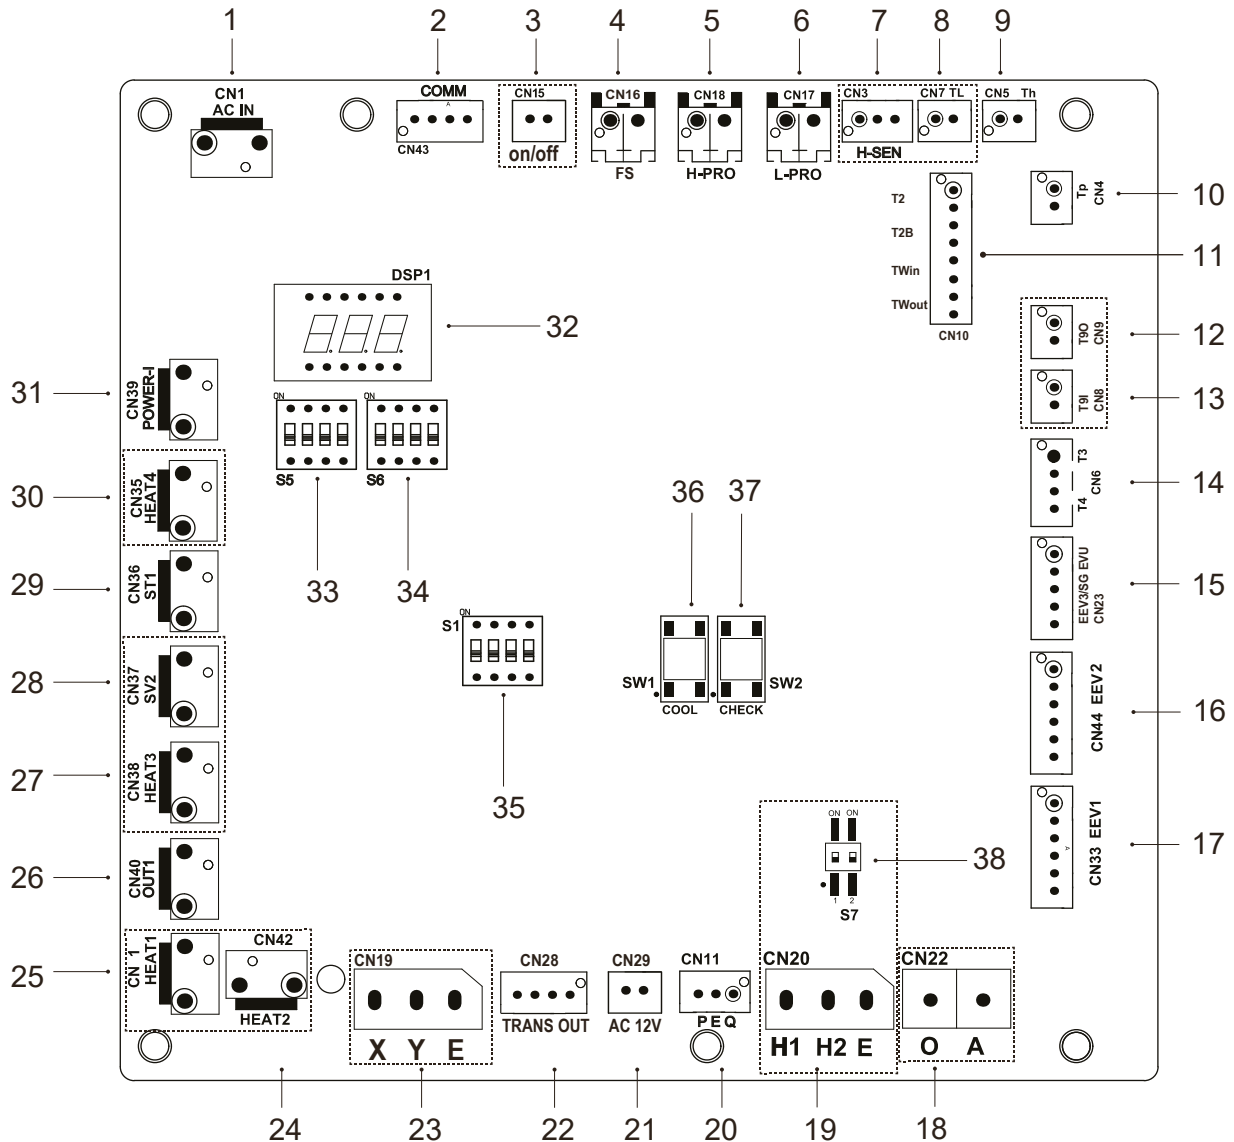 1 2 3 4 5 6 7 8 9
CN1
AC IN
COMM
A
CN43
CN15
on/off
CN16
FS
CN18
H-PRO
CN17
L-PRO
CN3
H-SEN
CN7 TL
CN5 Th
Tp
CN4
10
T2
T2B
TWin
TWout
CN10
11
T9O
CN9
12
T9I
CN8
13
T3
CN6
T4
14
EEV3/SG EVU
CN23
15
CN44 EEV2
16
A
CN33 EEV1
17
DSP1
32
31
CN39
POWER-I
ON
S5
33
ON
S6
34
30
CN35
HEAT4
29
CN36
ST1
ON
S1
35
36
37
SW1
COOL
SW2
CHECK
28
CN37
SV2
27
CN38
HEAT3
26
CN40
OUT1
25
CN 1
HEAT1
CN42
HEAT2
ON ON
1 2
S7
38
CN19
X Y E
CN28
TRANS OUT
CN29
AC 12V
CN11
P E Q
CN20
H1 H2 E
CN22
O A
24 23 22 21 20 19 18